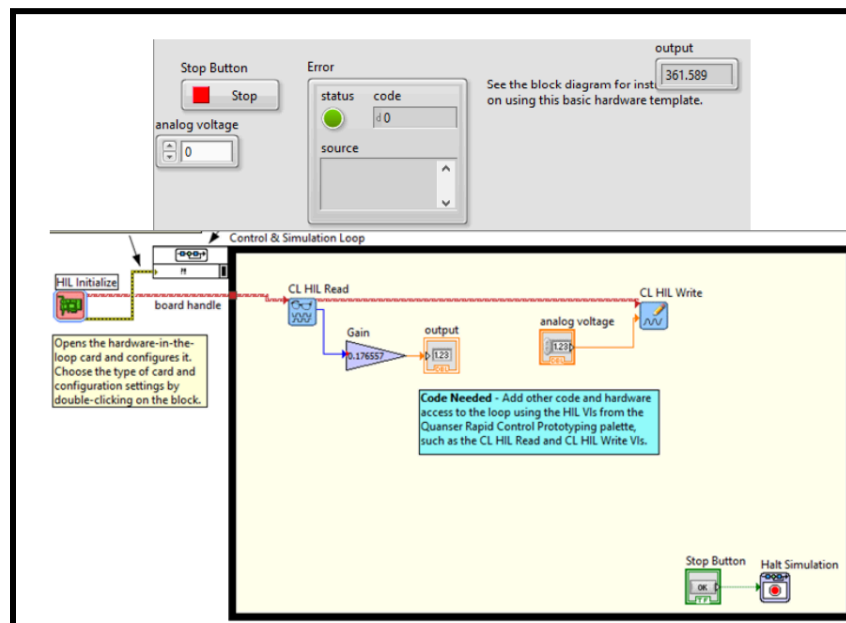 output
Stop Button
Error
361.589
Stop
status
code
See the block diagram for inst
on using this basic hardware template.
d 0
analog voltage
0
source
Control & Simulation Loop
HIL Initialize
board handle
CL HIL Read
CL HIL Write
Gain
output
analog voltage
0.176557
1.23
1.23
Opens the hardware-in-the-
loop card and configures it.
Choose the type of card and
configuration settings by
double-clicking on the block.
Code Needed - Add other code and hardware
access to the loop using the HIL VIs from the
Quanser Rapid Control Prototyping palette,
such as the CL HIL Read and CL HIL Write VIs.
Stop Button
Halt Simulation
OK
TF